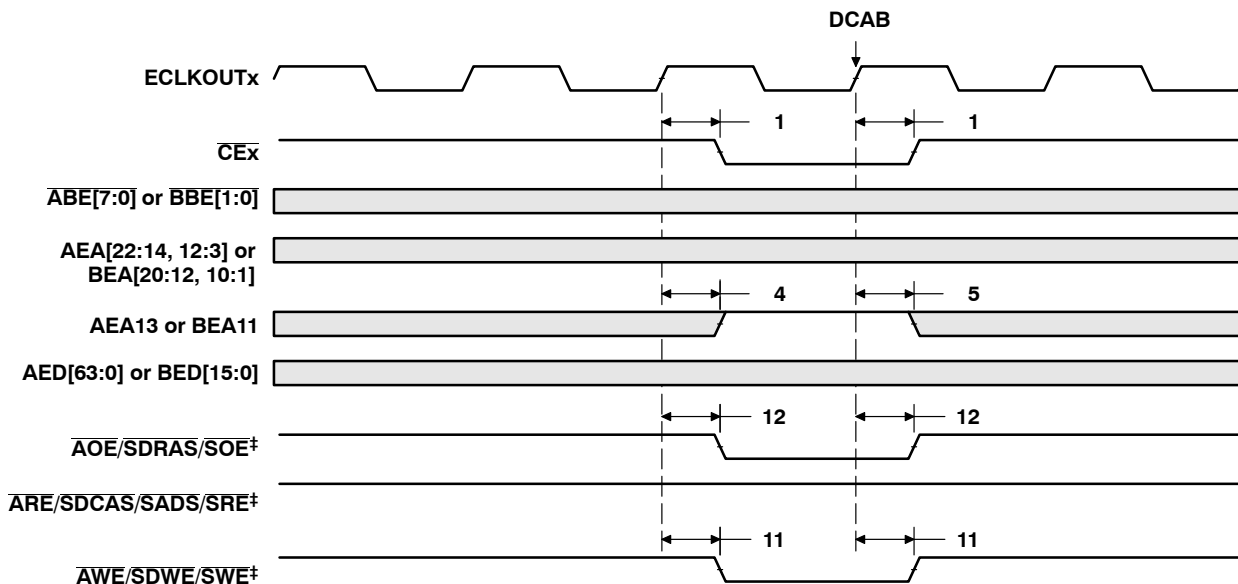 DCAB
ECLKOUTx
1 1
CEx
ABE[7:0] or BBE[1:0]
AEA[22:14, 12:3] or
BEA[20:12, 10:1]
4 5
AEA13 or BEA11
AED[63:0] or BED[15:0]
12 12
AOE/SDRAS/SOE‡
ARE/SDCAS/SADS/SRE‡
11 11
AWE/SDWE/SWE‡